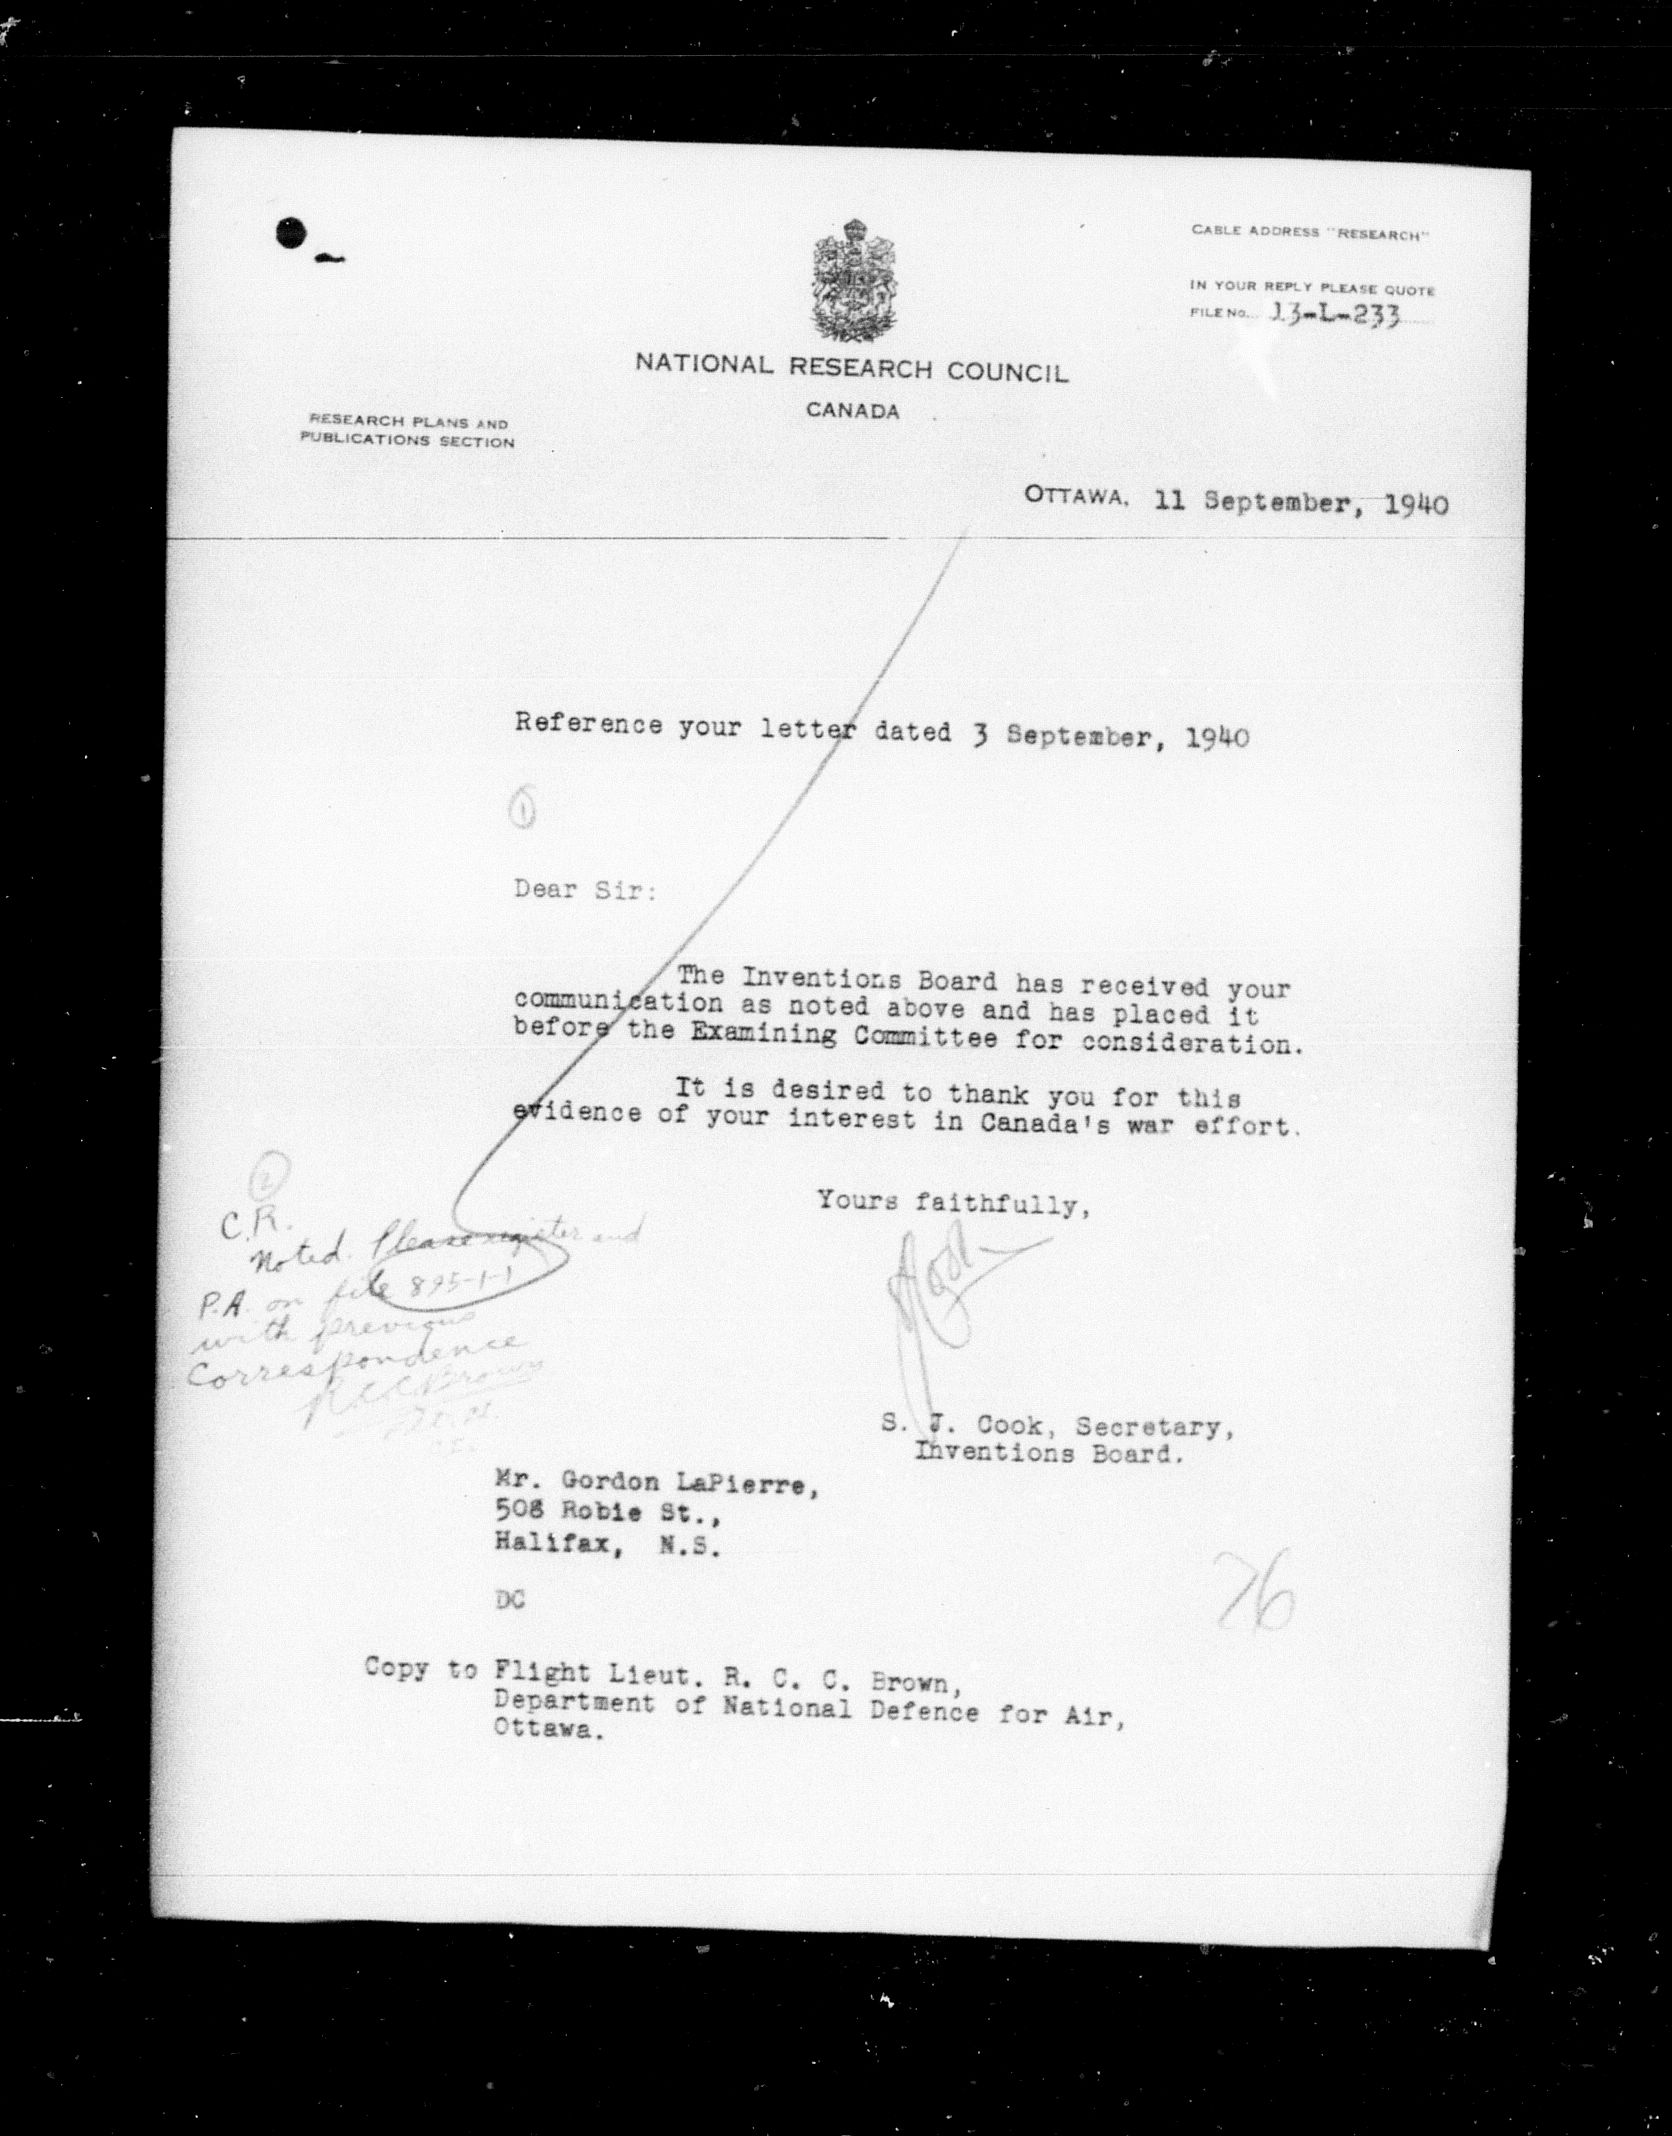 CABLE ADDRESS "RESEARCH"
IN YOUR REPLY PLEASE QUOTE
FILE No... 13-L-233
NATIONAL RESEARCH COUNCIL
CANADA
RESEARCH PLANS AND
PUBLICATIONS SECTION
OTTAWA, 11 September, 1940
Reference your letter dated 3 September, 1940
1
Dear Sir:
The Inventions Board has received your
communication as noted above and has placed it
before the Examining Committee for consideration.
It is desired to thank you for this
evidence of your interest in Canada's war effort.
Yours faithfully,
2
C.R.
Noted. Please register and
P.A. on file 895-1-1
with previous
Correspondence
RCC Brown
S. J. Cook, Secretary,
Inventions Board.
Mr. Gordon LaPierre,
508 Robie St.,
Halifax, N.S.
DC
76
Copy to Flight Lieut. R. C. C. Brown,
Department of National Defence for Air,
Ottawa.